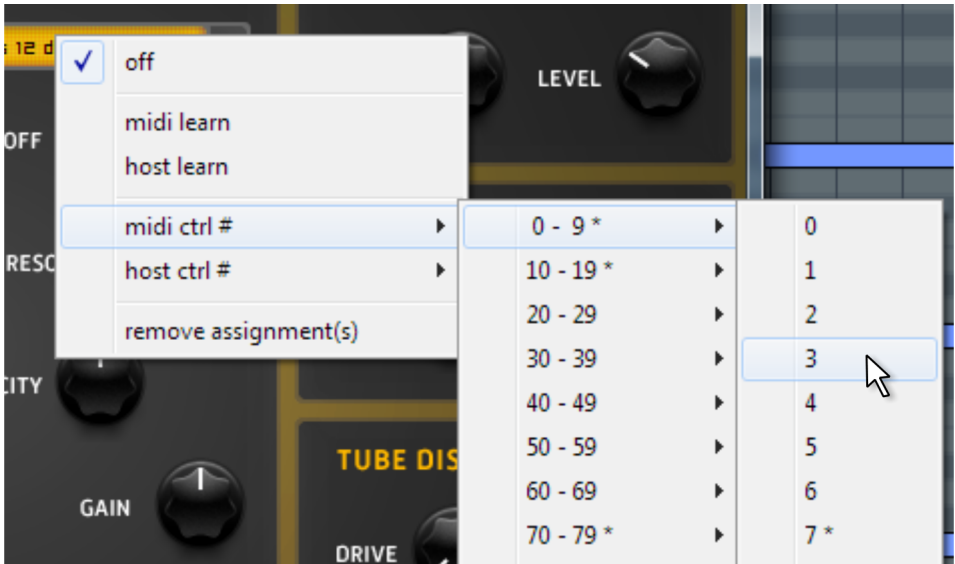 12 d
off
midi learn
host learn
midi ctrl #
host ctrl #
remove assignment(s)
0 - 9 *
10 - 19 *
20 - 29
30 - 39
40 - 49
50 - 59
60 - 69
70 - 79 *
0
1
2
3
4
5
6
7 *
LEVEL
OFF
RESO
CITY
GAIN
TUBE DIS
DRIVE